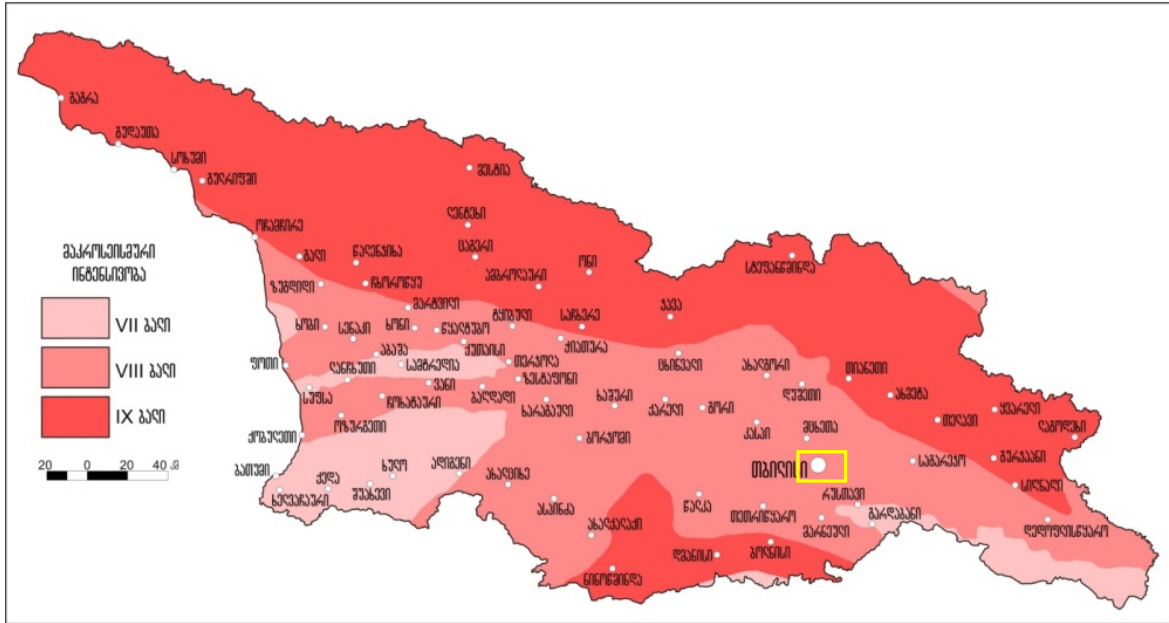 გაგრა
გუდაუთა
სოხუმი
გულრიფში
მესტია
ოჩამჩირე
ლენტეხი
გალი
წალენჯიხა
ცაგერი
ონი
სტეფანწმინდა
მაკროსეისმური
ინტენსივობა
ზუგდიდი
ჩხოროწყუ
ამბროლაური
მარტვილი
ტყიბული
საჩხერე
ჯავა
VII ბალი
ხობი
სენაკი
ხონი
წყალტუბო
ქუთაისი
ჭიათურა
ცხინვალი
ახალგორი
თიანეთი
ფოთი
აბაშა
სამტრედია
თერჯოლა
ზესტაფონი
დუშეთი
ახმეტა
VIII ბალი
ლანჩხუთი
სუფსა
ვანი
ბაღდადი
ხარაგაული
ხაშური
ქარელი
გორი
თელავი
ყვარელი
IX ბალი
ჩოხატაური
ოზურგეთი
კასპი
მცხეთა
ლაგოდეხი
ქობულეთი
ბორჯომი
20 0 20 40 კმ
ბათუმი
ხულო
ადიგენი
ახალციხე
თბილისი
საგარეჯო
გურჯაანი
ქედა
შუახევი
ხელვაჩაური
ასპინძა
წალკა
რუსთავი
სიღნაღი
თეთრიწყარო
გარდაბანი
მარნეული
დედოფლისწყარო
ახალქალაქი
დმანისი
ბოლნისი
ნინოწმინდა